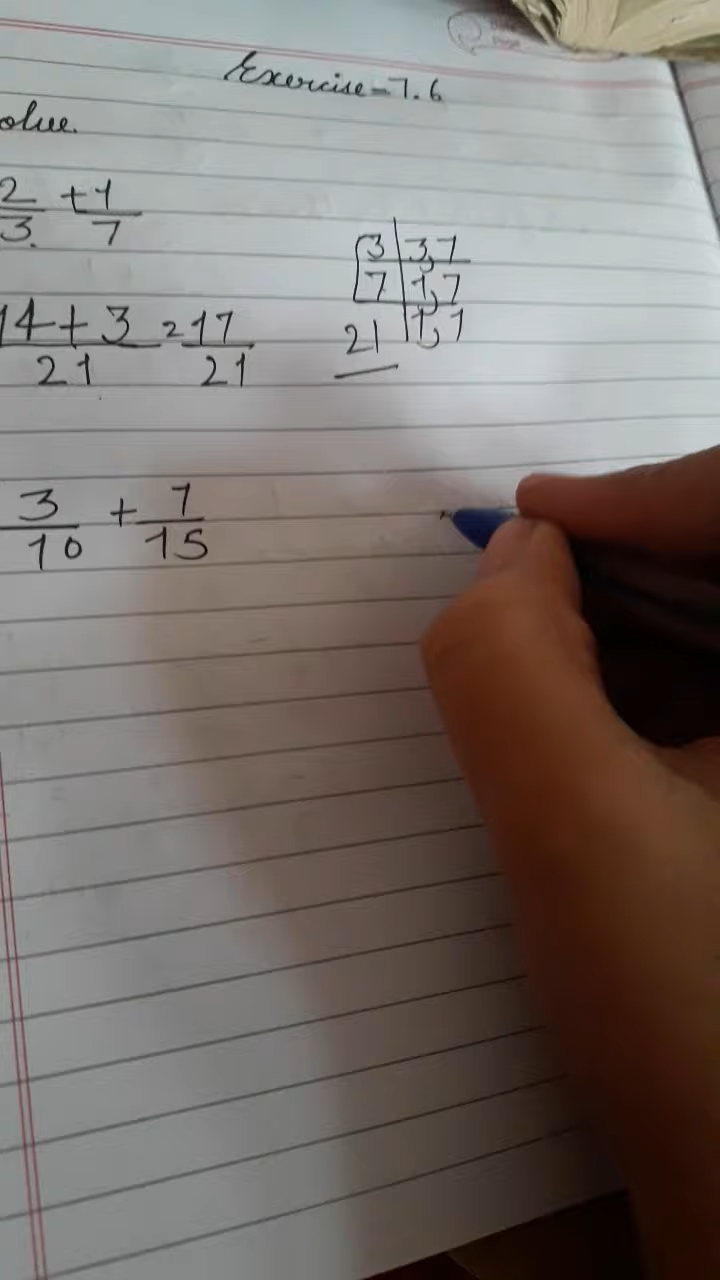 Exercise-7.6
olve.
2/3 + 1/7
3 | 3,7
7 | 1,7
21 | 1,1
14+3/21 = 17/21
3/10 + 7/15